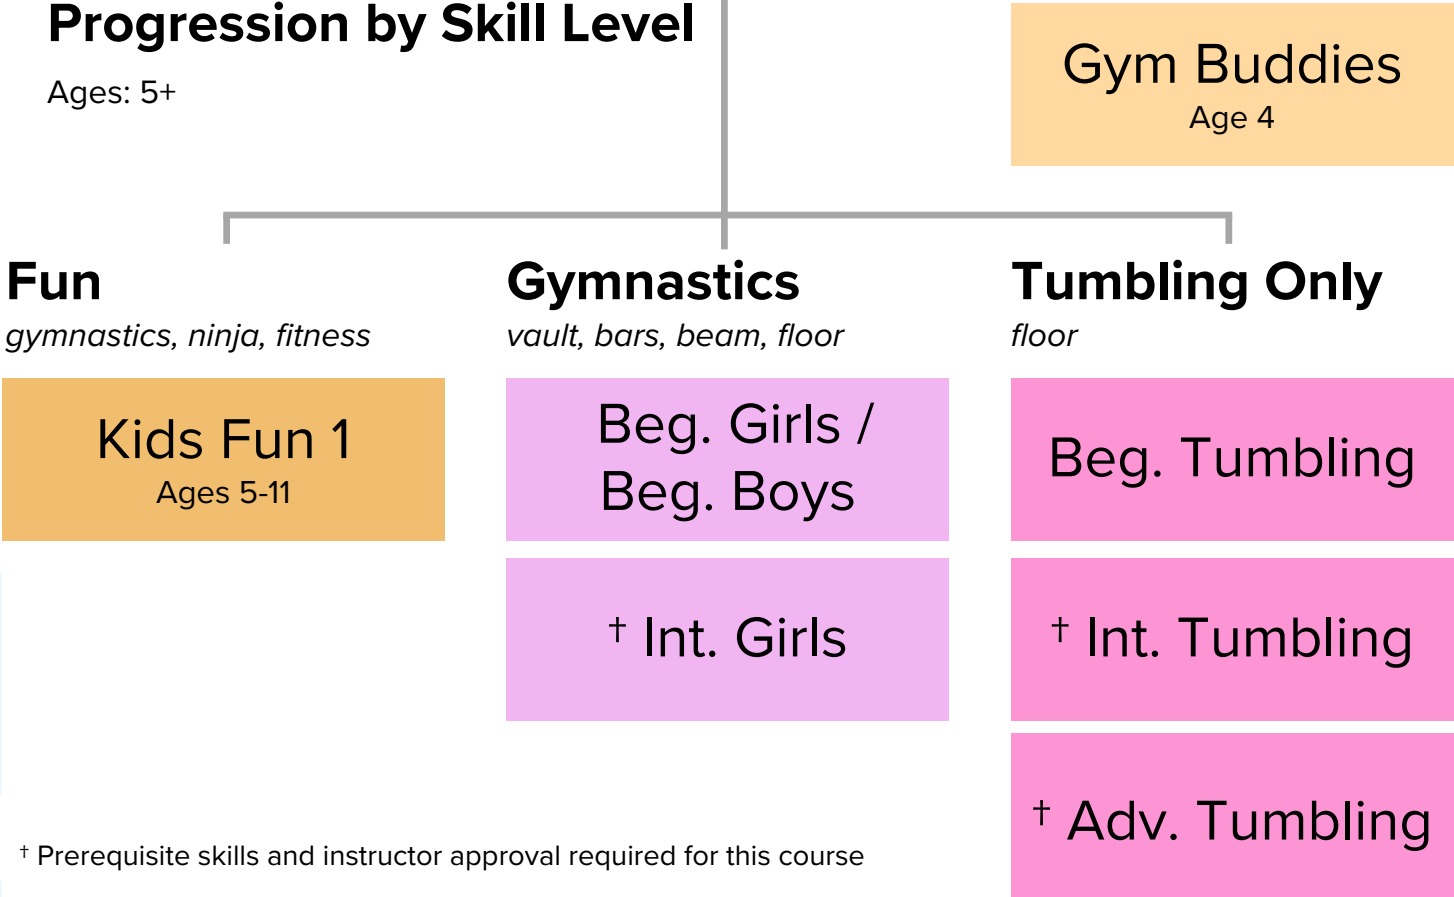 Progression by Skill Level
Ages: 5+
Gym Buddies
Age 4
Fun
gymnastics, ninja, fitness
Kids Fun 1
Ages 5-11
Gymnastics
vault, bars, beam, floor
Beg. Girls /
Beg. Boys
† Int. Girls
Tumbling Only
floor
Beg. Tumbling
† Int. Tumbling
† Adv. Tumbling
† Prerequisite skills and instructor approval required for this course